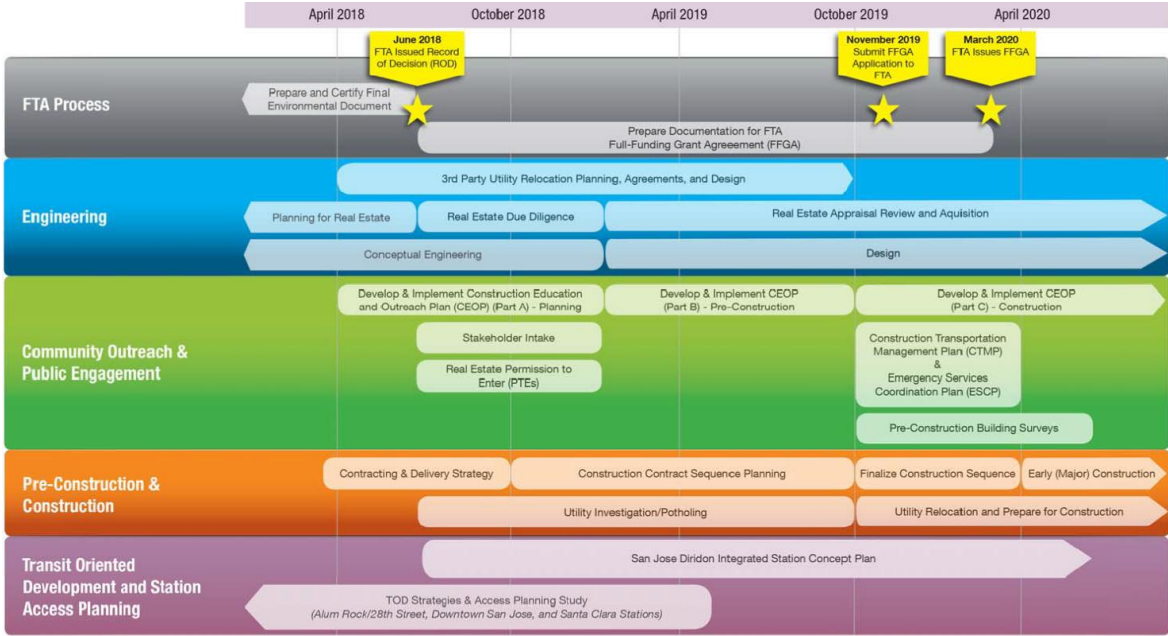 April 2018
October 2018
April 2019
October 2019
April 2020
June 2018
FTA Issued Record
of Decision (ROD)
November 2019
Submit FFGA
Application to
FTA
March 2020
FTA Issues FFGA
FTA Process
Prepare and Certify Final
Environmental Document
Prepare Documentation for FTA
Full-Funding Grant Agreeement (FFGA)
Engineering
3rd Party Utility Relocation Planning, Agreements, and Design
Planning for Real Estate
Real Estate Due Diligence
Real Estate Appraisal Review and Aquisition
Conceptual Engineering
Design
Community Outreach &
Public Engagement
Develop & Implement Construction Education
and Outreach Plan (CEOP) (Part A) - Planning
Develop & Implement CEOP
(Part B) - Pre-Construction
Develop & Implement CEOP
(Part C) - Construction
Stakeholder Intake
Real Estate Permission to
Enter (PTEs)
Construction Transportation
Management Plan (CTMP)
&
Emergency Services
Coordination Plan (ESCP)
Pre-Construction Building Surveys
Pre-Construction &
Construction
Contracting & Delivery Strategy
Construction Contract Sequence Planning
Finalize Construction Sequence
Early (Major) Construction
Utility Investigation/Potholing
Utility Relocation and Prepare for Construction
Transit Oriented
Development and Station
Access Planning
San Jose Diridon Integrated Station Concept Plan
TOD Strategies & Access Planning Study
(Alum Rock/28th Street, Downtown San Jose, and Santa Clara Stations)